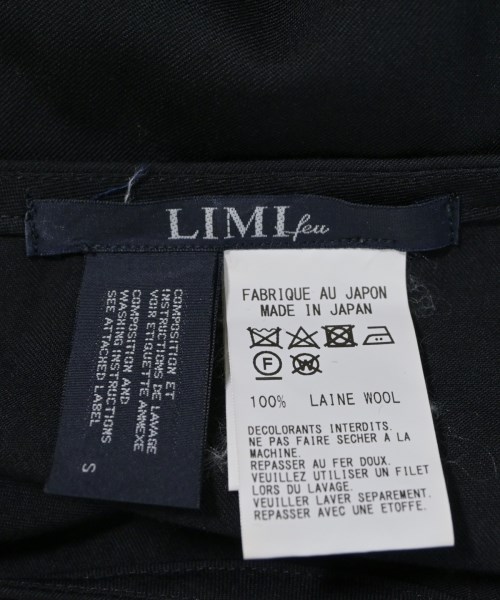 LIMI feu
COMPOSITION ET
INSTRUCTIONS DE LAVAGE
VOIR ETIQUETTE ANNEXE
COMPOSITION AND
WASHING INSTRUCTIONS
SEE ATTACHED LABEL
S
FABRIQUE AU JAPON
MADE IN JAPAN
F W
100% LAINE WOOL
DECOLORANTS INTERDITS.
NE PAS FAIRE SECHER A LA
MACHINE.
REPASSER AU FER DOUX.
VEUILLEZ UTILISER UN FILET
LORS DU LAVAGE.
VEUILLER LAVER SEPAREMENT.
REPASSER AVEC UNE ETOFFE.